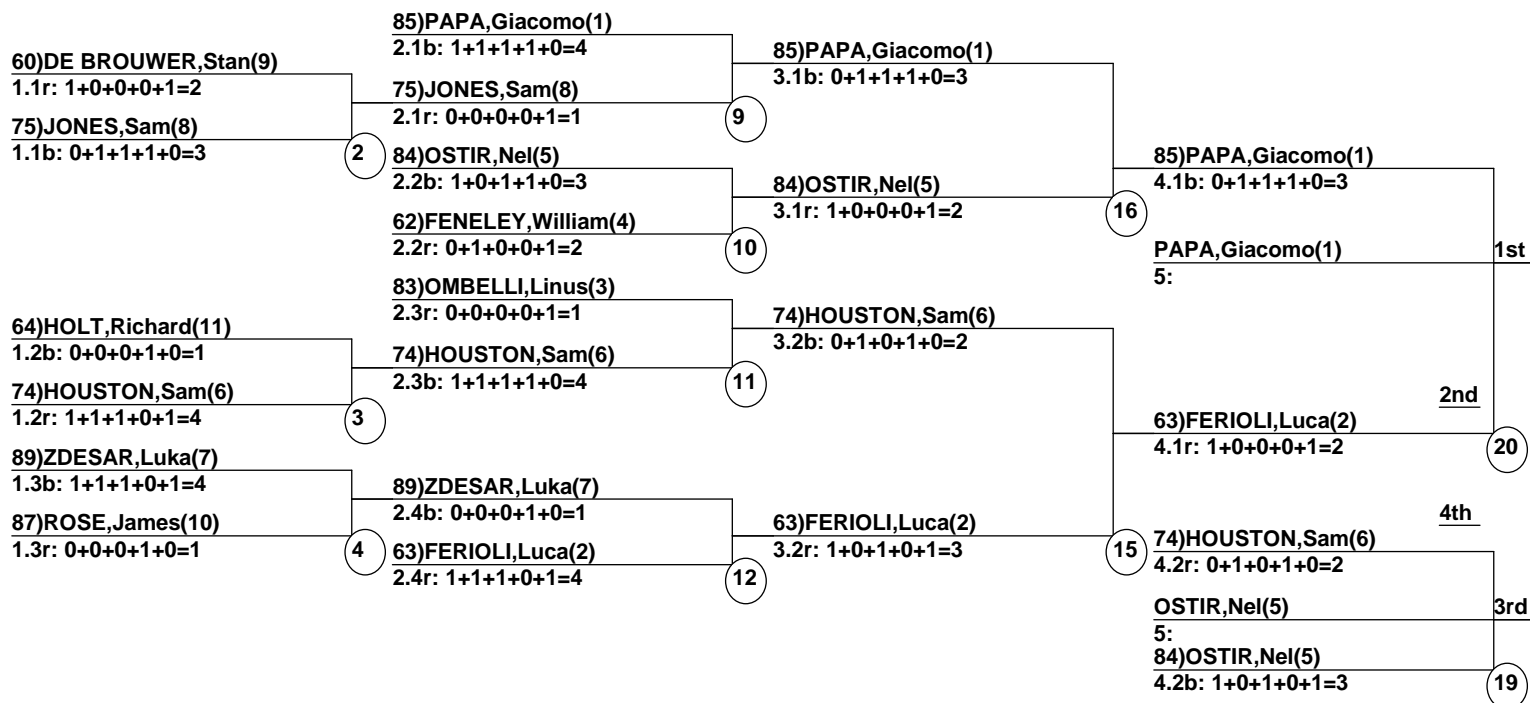 60)DE BROUWER,Stan(9)
1.1r: 1+0+0+0+1=2
75)JONES,Sam(8)
1.1b: 0+1+1+1+0=3
2
64)HOLT,Richard(11)
1.2b: 0+0+0+1+0=1
74)HOUSTON,Sam(6)
1.2r: 1+1+1+0+1=4
3
89)ZDESAR,Luka(7)
1.3b: 1+1+1+0+1=4
87)ROSE,James(10)
1.3r: 0+0+0+1+0=1
4
85)PAPA,Giacomo(1)
2.1b: 1+1+1+1+0=4
75)JONES,Sam(8)
2.1r: 0+0+0+0+1=1
9
84)OSTIR,Nel(5)
2.2b: 1+0+1+1+0=3
62)FENELEY,William(4)
2.2r: 0+1+0+0+1=2
10
83)OMBELLI,Linus(3)
2.3r: 0+0+0+0+1=1
74)HOUSTON,Sam(6)
2.3b: 1+1+1+1+0=4
11
89)ZDESAR,Luka(7)
2.4b: 0+0+0+1+0=1
63)FERIOLI,Luca(2)
2.4r: 1+1+1+0+1=4
12
85)PAPA,Giacomo(1)
3.1b: 0+1+1+1+0=3
84)OSTIR,Nel(5)
3.1r: 1+0+0+0+1=2
16
74)HOUSTON,Sam(6)
3.2b: 0+1+0+1+0=2
63)FERIOLI,Luca(2)
3.2r: 1+0+1+0+1=3
15
85)PAPA,Giacomo(1)
4.1b: 0+1+1+1+0=3
PAPA,Giacomo(1) 1st
5:
2nd
63)FERIOLI,Luca(2)
4.1r: 1+0+0+0+1=2
20
4th
74)HOUSTON,Sam(6)
4.2r: 0+1+0+1+0=2
OSTIR,Nel(5) 3rd
5:
84)OSTIR,Nel(5)
4.2b: 1+0+1+0+1=3
19